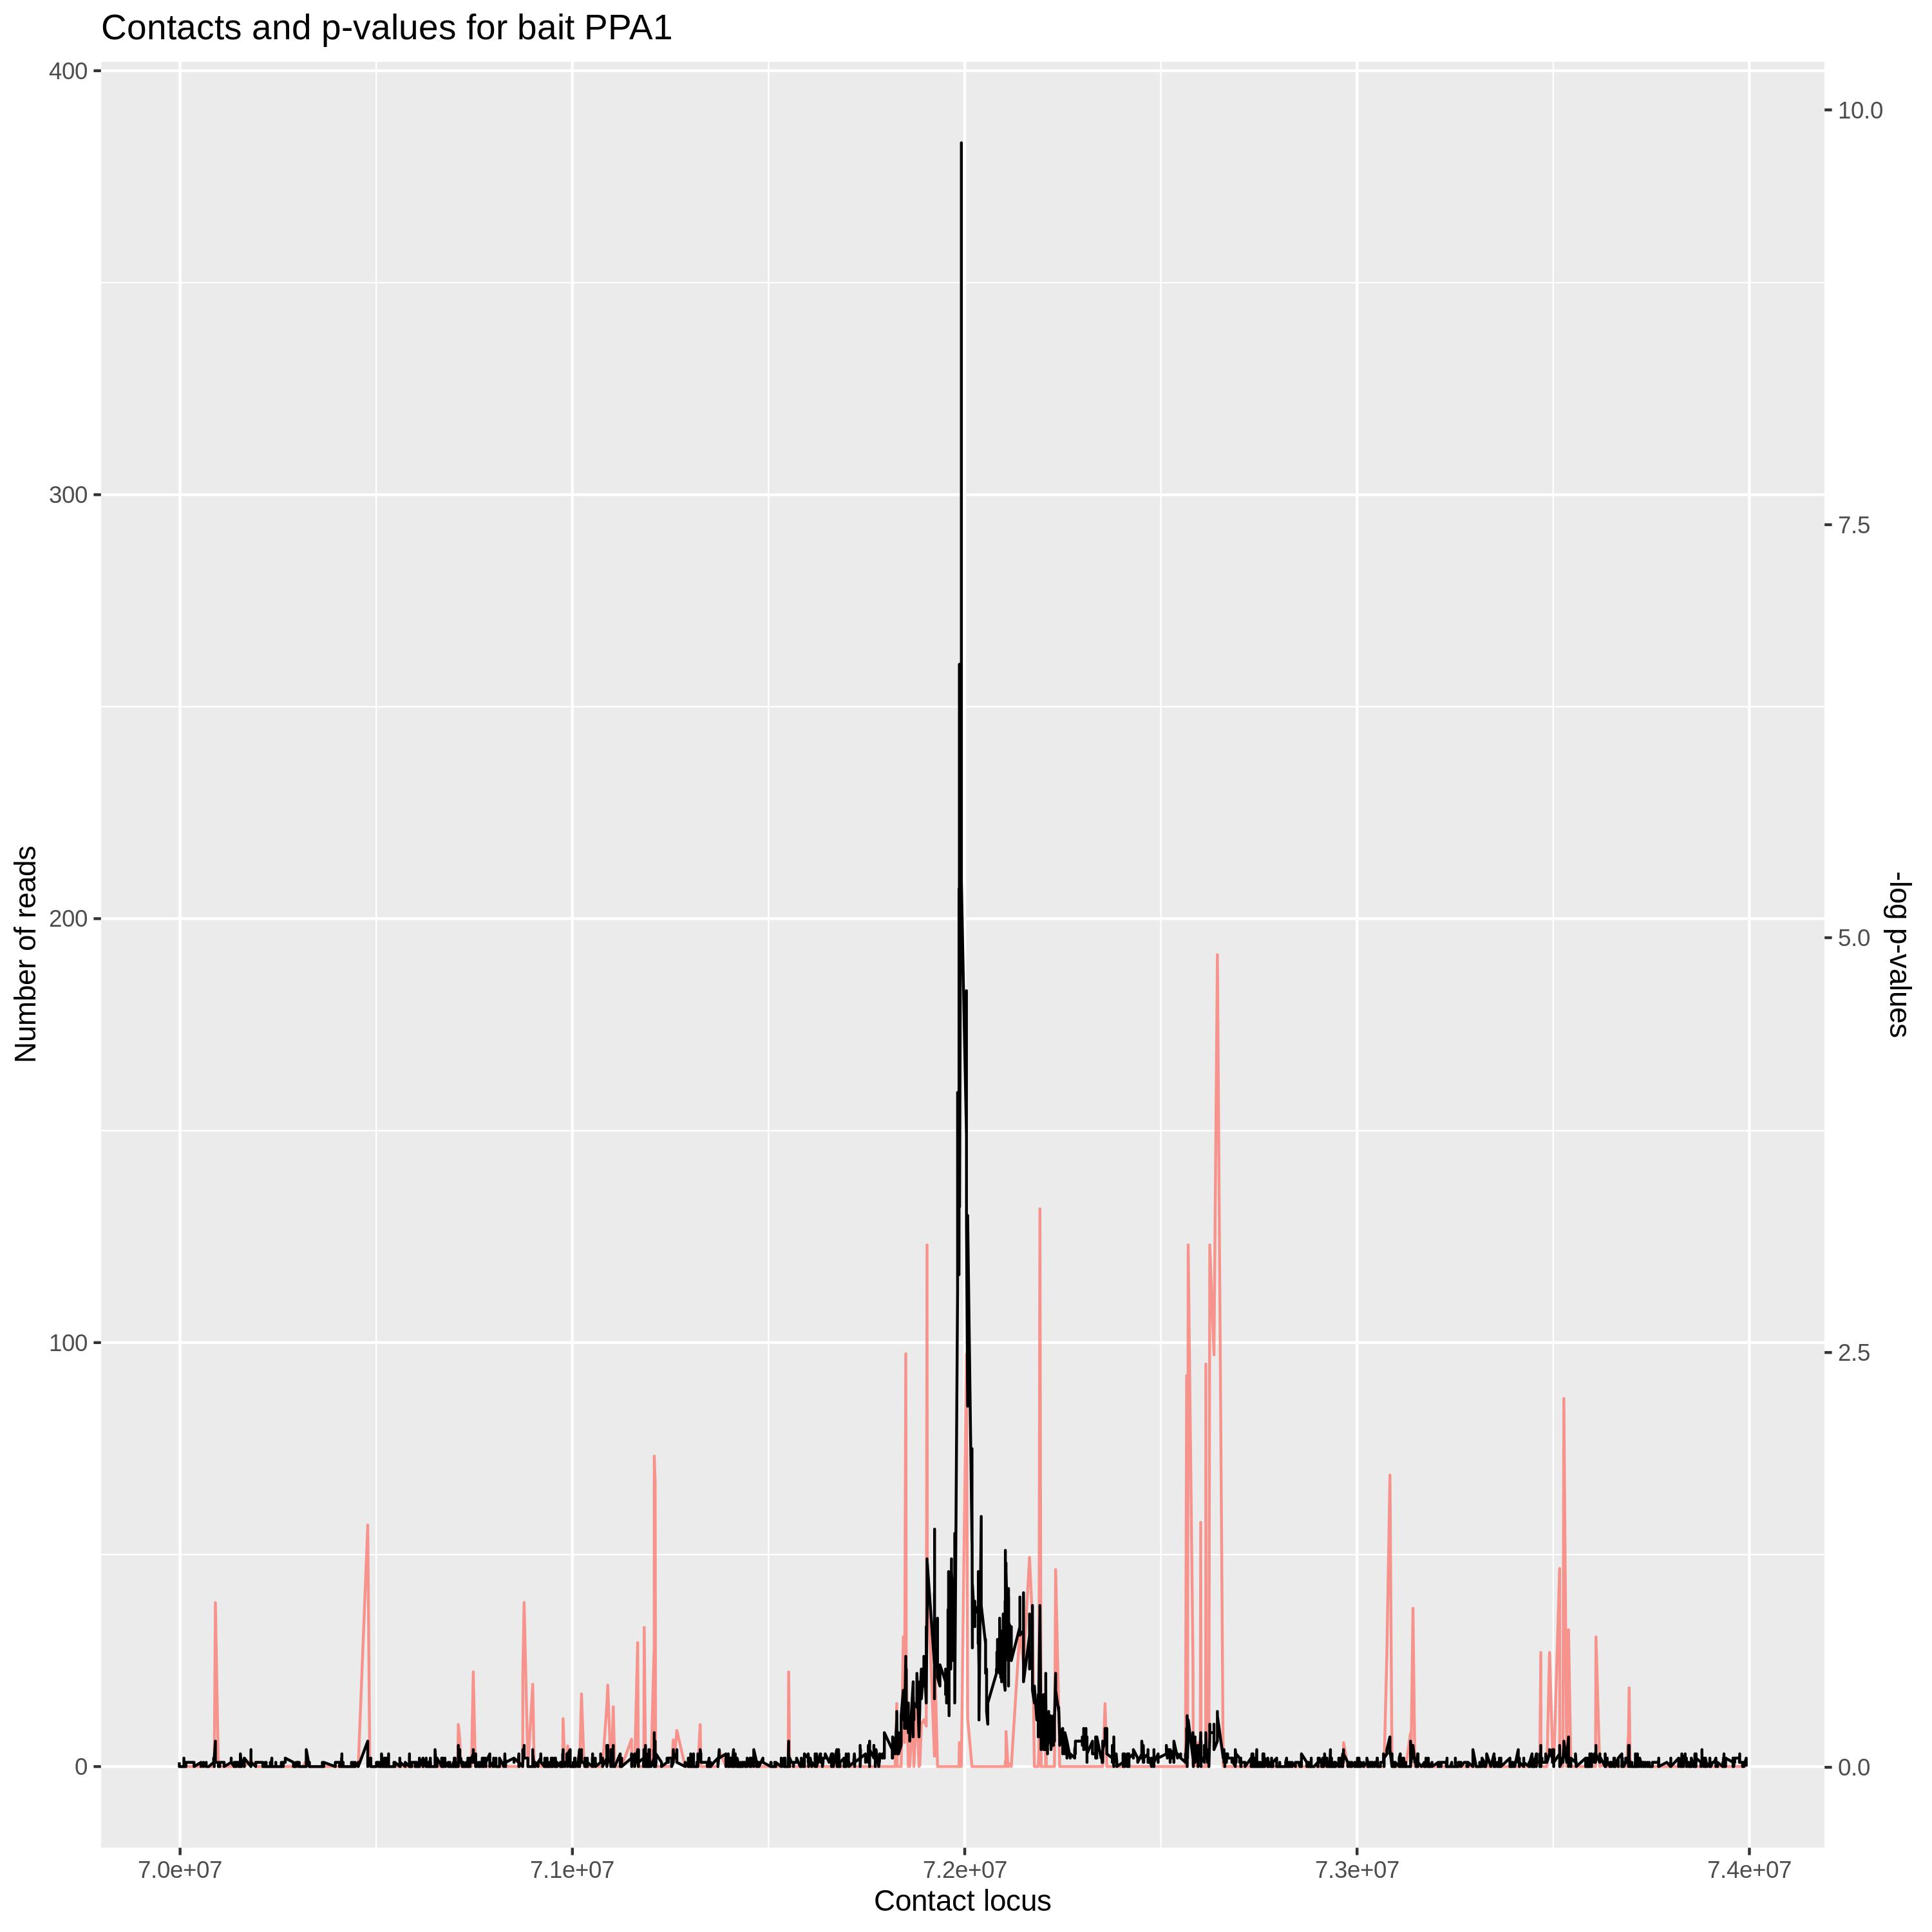 Contacts and p-values for bait PPA1
400
300
200
100
0
Number of reads
10.0
7.5
5.0
2.5
0.0
-log p-values
7.0e+07
7.1e+07
7.2e+07
7.3e+07
7.4e+07
Contact locus